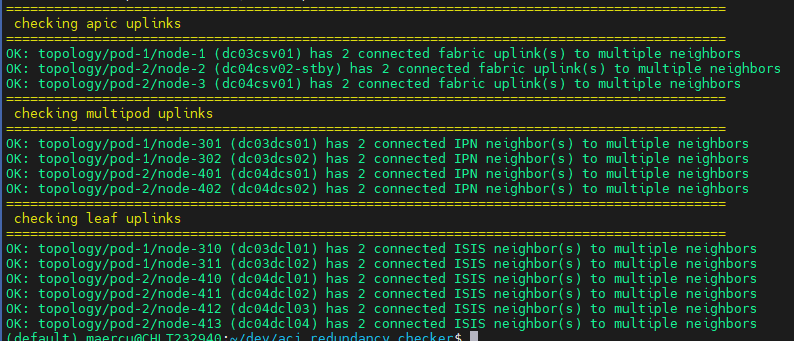 ==========================================================================================
 checking apic uplinks
==========================================================================================
OK: topology/pod-1/node-1 (dc03csv01) has 2 connected fabric uplink(s) to multiple neighbors
OK: topology/pod-2/node-2 (dc04csv02-stby) has 2 connected fabric uplink(s) to multiple neighbors
OK: topology/pod-2/node-3 (dc04csv01) has 2 connected fabric uplink(s) to multiple neighbors
==========================================================================================
 checking multipod uplinks
==========================================================================================
OK: topology/pod-1/node-301 (dc03dcs01) has 2 connected IPN neighbor(s) to multiple neighbors
OK: topology/pod-1/node-302 (dc03dcs02) has 2 connected IPN neighbor(s) to multiple neighbors
OK: topology/pod-2/node-401 (dc04dcs01) has 2 connected IPN neighbor(s) to multiple neighbors
OK: topology/pod-2/node-402 (dc04dcs02) has 2 connected IPN neighbor(s) to multiple neighbors
==========================================================================================
 checking leaf uplinks
==========================================================================================
OK: topology/pod-1/node-310 (dc03dcl01) has 2 connected ISIS neighbor(s) to multiple neighbors
OK: topology/pod-1/node-311 (dc03dcl02) has 2 connected ISIS neighbor(s) to multiple neighbors
OK: topology/pod-2/node-410 (dc04dcl01) has 2 connected ISIS neighbor(s) to multiple neighbors
OK: topology/pod-2/node-411 (dc04dcl02) has 2 connected ISIS neighbor(s) to multiple neighbors
OK: topology/pod-2/node-412 (dc04dcl03) has 2 connected ISIS neighbor(s) to multiple neighbors
OK: topology/pod-2/node-413 (dc04dcl04) has 2 connected ISIS neighbor(s) to multiple neighbors
(default) maercu@CHLT232940:~/dev/aci_redundancy_checker$